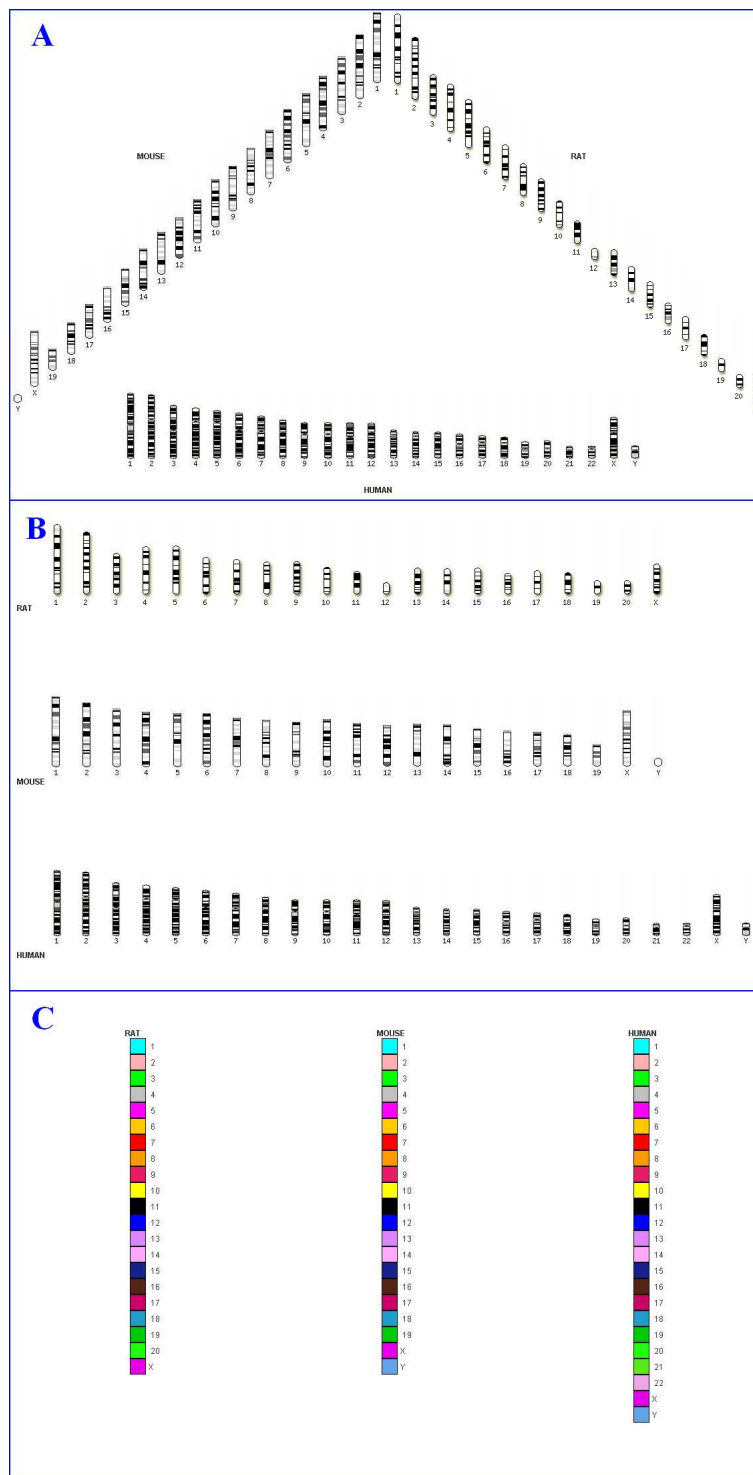 A
1 1
2 2
3 3
4 4
5 5
MOUSE RAT
6 6
7 7
8 8
9 9
10 10
11 11
12 12
13 13
14 14
15 15
16 16
17 17
18 18
19 19
X 20
Y
1 2 3 4 5 6 7 8 9 10 11 12 13 14 15 16 17 18 19 20 21 22 X Y
HUMAN
B
1 2 3 4 5 6 7 8 9 10 11 12 13 14 15 16 17 18 19 20 X
RAT
1 2 3 4 5 6 7 8 9 10 11 12 13 14 15 16 17 18 19 X Y
MOUSE
1 2 3 4 5 6 7 8 9 10 11 12 13 14 15 16 17 18 19 20 21 22 X Y
HUMAN
C
RAT MOUSE HUMAN
1 1 1
2 2 2
3 3 3
4 4 4
5 5 5
6 6 6
7 7 7
8 8 8
9 9 9
10 10 10
11 11 11
12 12 12
13 13 13
14 14 14
15 15 15
16 16 16
17 17 17
18 18 18
19 19 19
20 X 20
X Y 21
22
X
Y